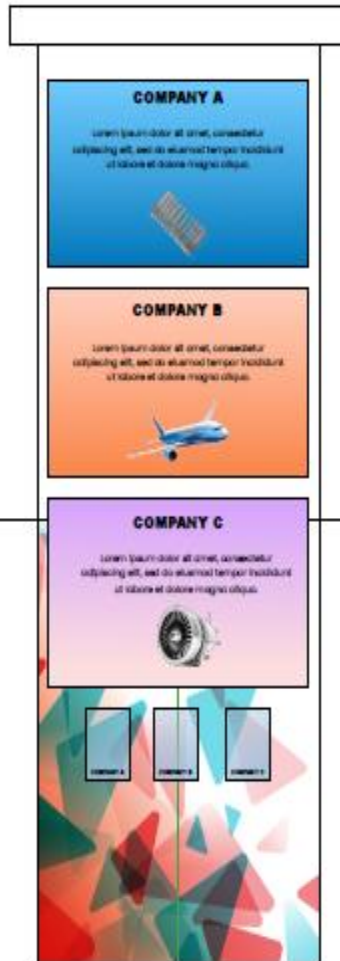 COMPANY A
Lorem ipsum dolor sit amet, consectetur
adipiscing elit, sed do eiusmod tempor incididunt
ut labore et dolore magna aliqua.
COMPANY B
Lorem ipsum dolor sit amet, consectetur
adipiscing elit, sed do eiusmod tempor incididunt
ut labore et dolore magna aliqua.
COMPANY C
Lorem ipsum dolor sit amet, consectetur
adipiscing elit, sed do eiusmod tempor incididunt
ut labore et dolore magna aliqua.
COMPANY A COMPANY B COMPANY C